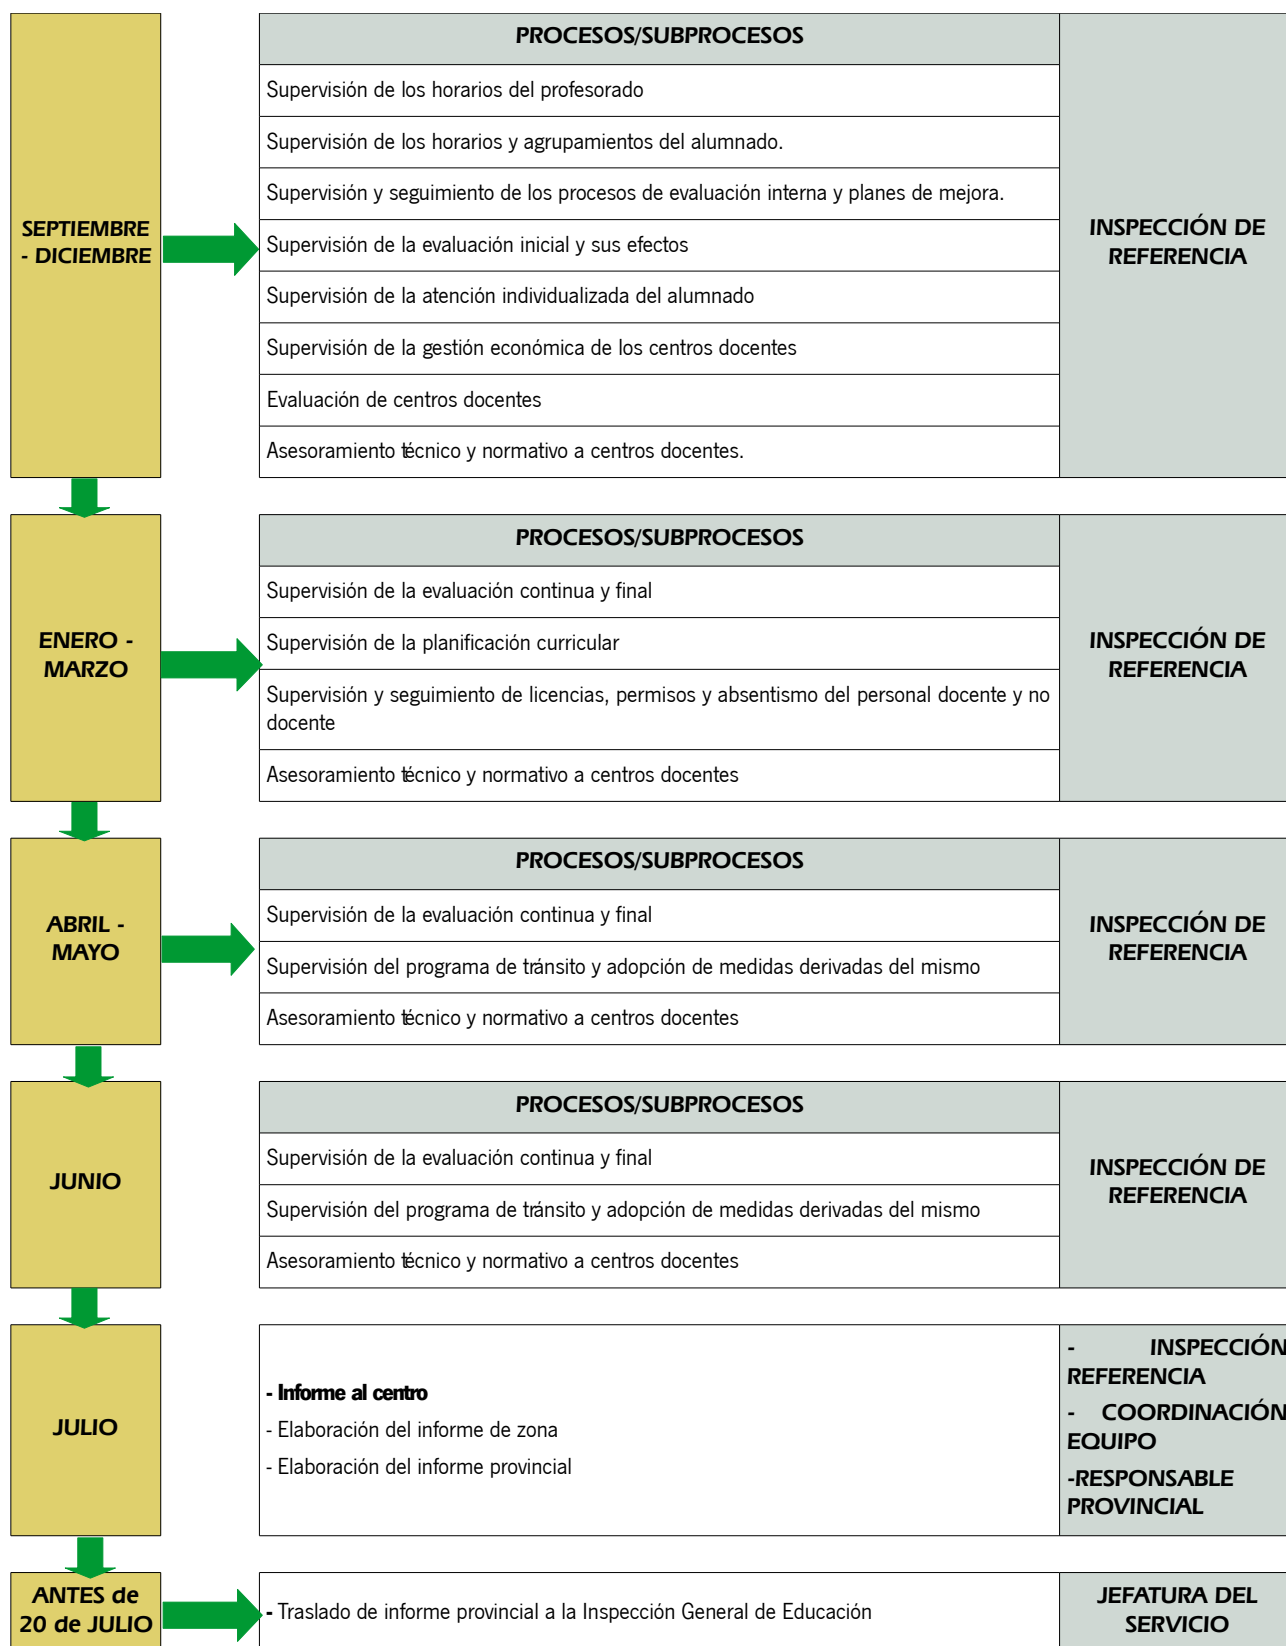 SEPTIEMBRE
- DICIEMBRE
PROCESOS/SUBPROCESOS
Supervisión de los horarios del profesorado
Supervisión de los horarios y agrupamientos del alumnado.
Supervisión y seguimiento de los procesos de evaluación interna y planes de mejora.
Supervisión de la evaluación inicial y sus efectos
Supervisión de la atención individualizada del alumnado
Supervisión de la gestión económica de los centros docentes
Evaluación de centros docentes
Asesoramiento técnico y normativo a centros docentes.
INSPECCIÓN DE
REFERENCIA
ENERO -
MARZO
PROCESOS/SUBPROCESOS
Supervisión de la evaluación continua y final
Supervisión de la planificación curricular
Supervisión y seguimiento de licencias, permisos y absentismo del personal docente y no
docente
Asesoramiento técnico y normativo a centros docentes
INSPECCIÓN DE
REFERENCIA
ABRIL -
MAYO
PROCESOS/SUBPROCESOS
Supervisión de la evaluación continua y final
Supervisión del programa de tránsito y adopción de medidas derivadas del mismo
Asesoramiento técnico y normativo a centros docentes
INSPECCIÓN DE
REFERENCIA
JUNIO
PROCESOS/SUBPROCESOS
Supervisión de la evaluación continua y final
Supervisión del programa de tránsito y adopción de medidas derivadas del mismo
Asesoramiento técnico y normativo a centros docentes
INSPECCIÓN DE
REFERENCIA
JULIO
- Informe al centro
- Elaboración del informe de zona
- Elaboración del informe provincial
- INSPECCIÓN
REFERENCIA
- COORDINACIÓN
EQUIPO
-RESPONSABLE
PROVINCIAL
ANTES de
20 de JULIO
- Traslado de informe provincial a la Inspección General de Educación
JEFATURA DEL
SERVICIO